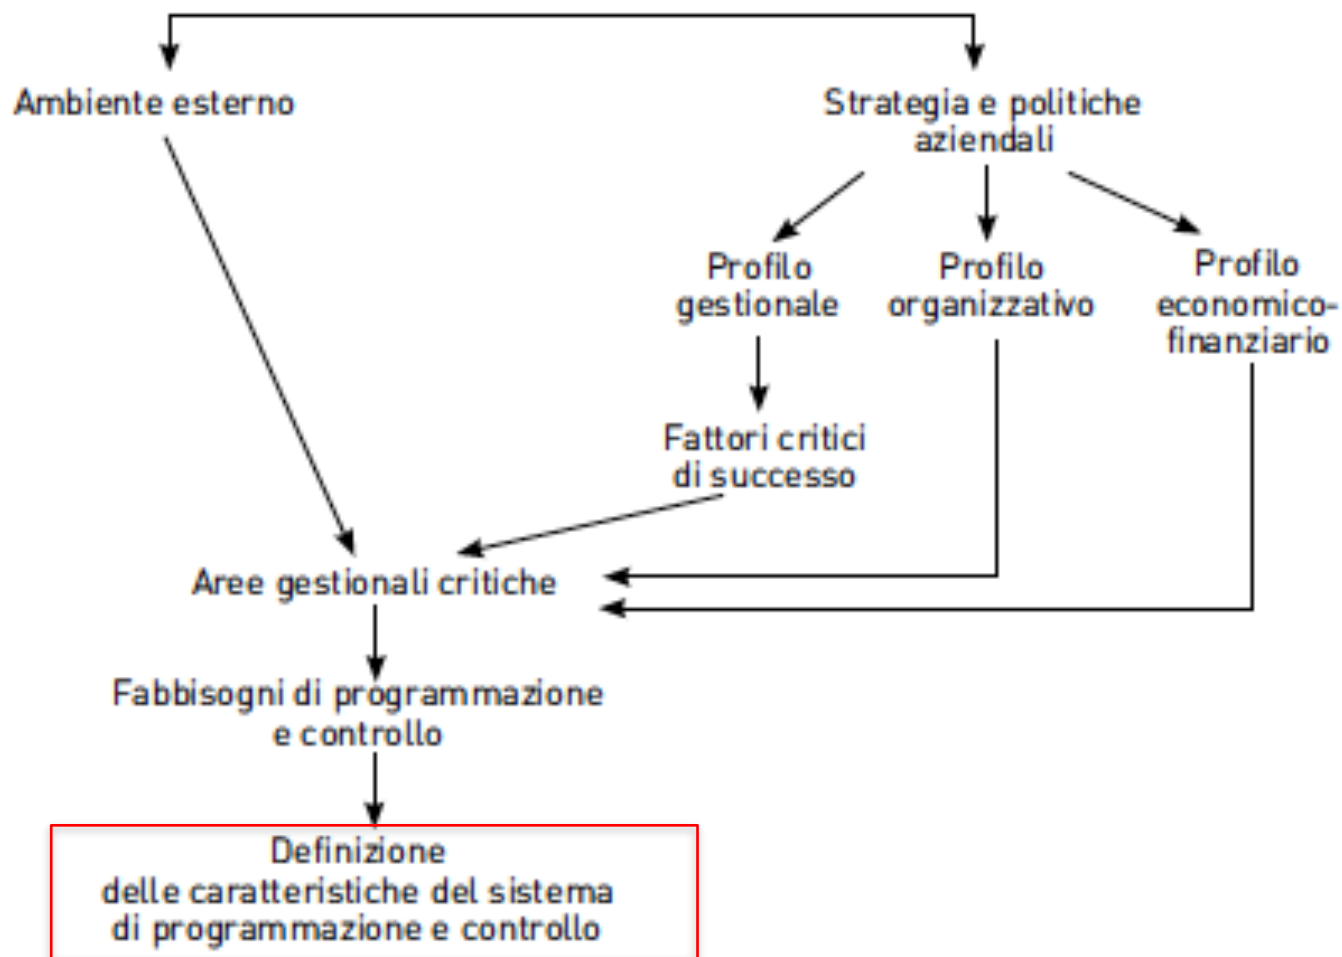 Ambiente esterno
Strategia e politiche
aziendali
Profilo
gestionale
Profilo
organizzativo
Profilo
economico-
finanziario
Fattori critici
di successo
Aree gestionali critiche
Fabbisogni di programmazione
e controllo
Definizione
delle caratteristiche del sistema
di programmazione e controllo